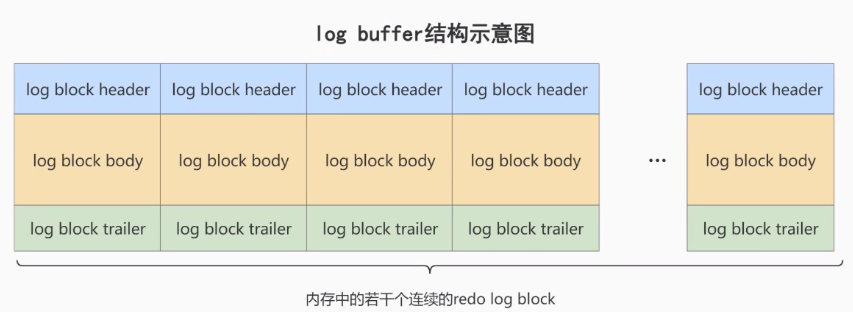 log buffer结构示意图
log block header log block header log block header log block header log block header
log block body log block body log block body log block body ... log block body
log block trailer log block trailer log block trailer log block trailer log block trailer
内存中的若干个连续的redo log block